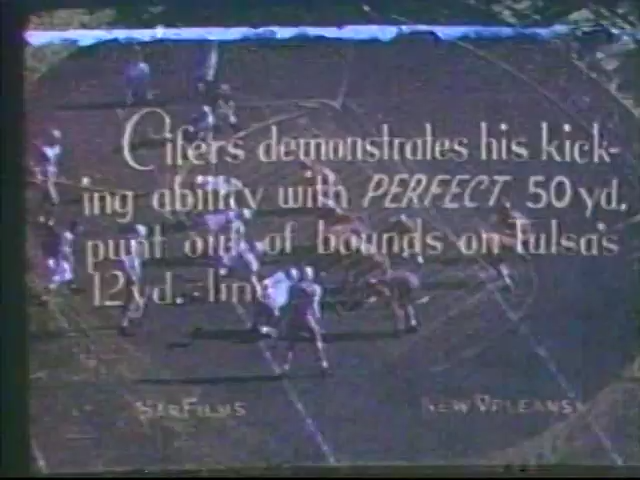 Cifers demonstrates his kick-
ing ability with PERFECT, 50 yd.
punt out of bounds on Tulsa's
12 yd. - line
NEW ORLEANS